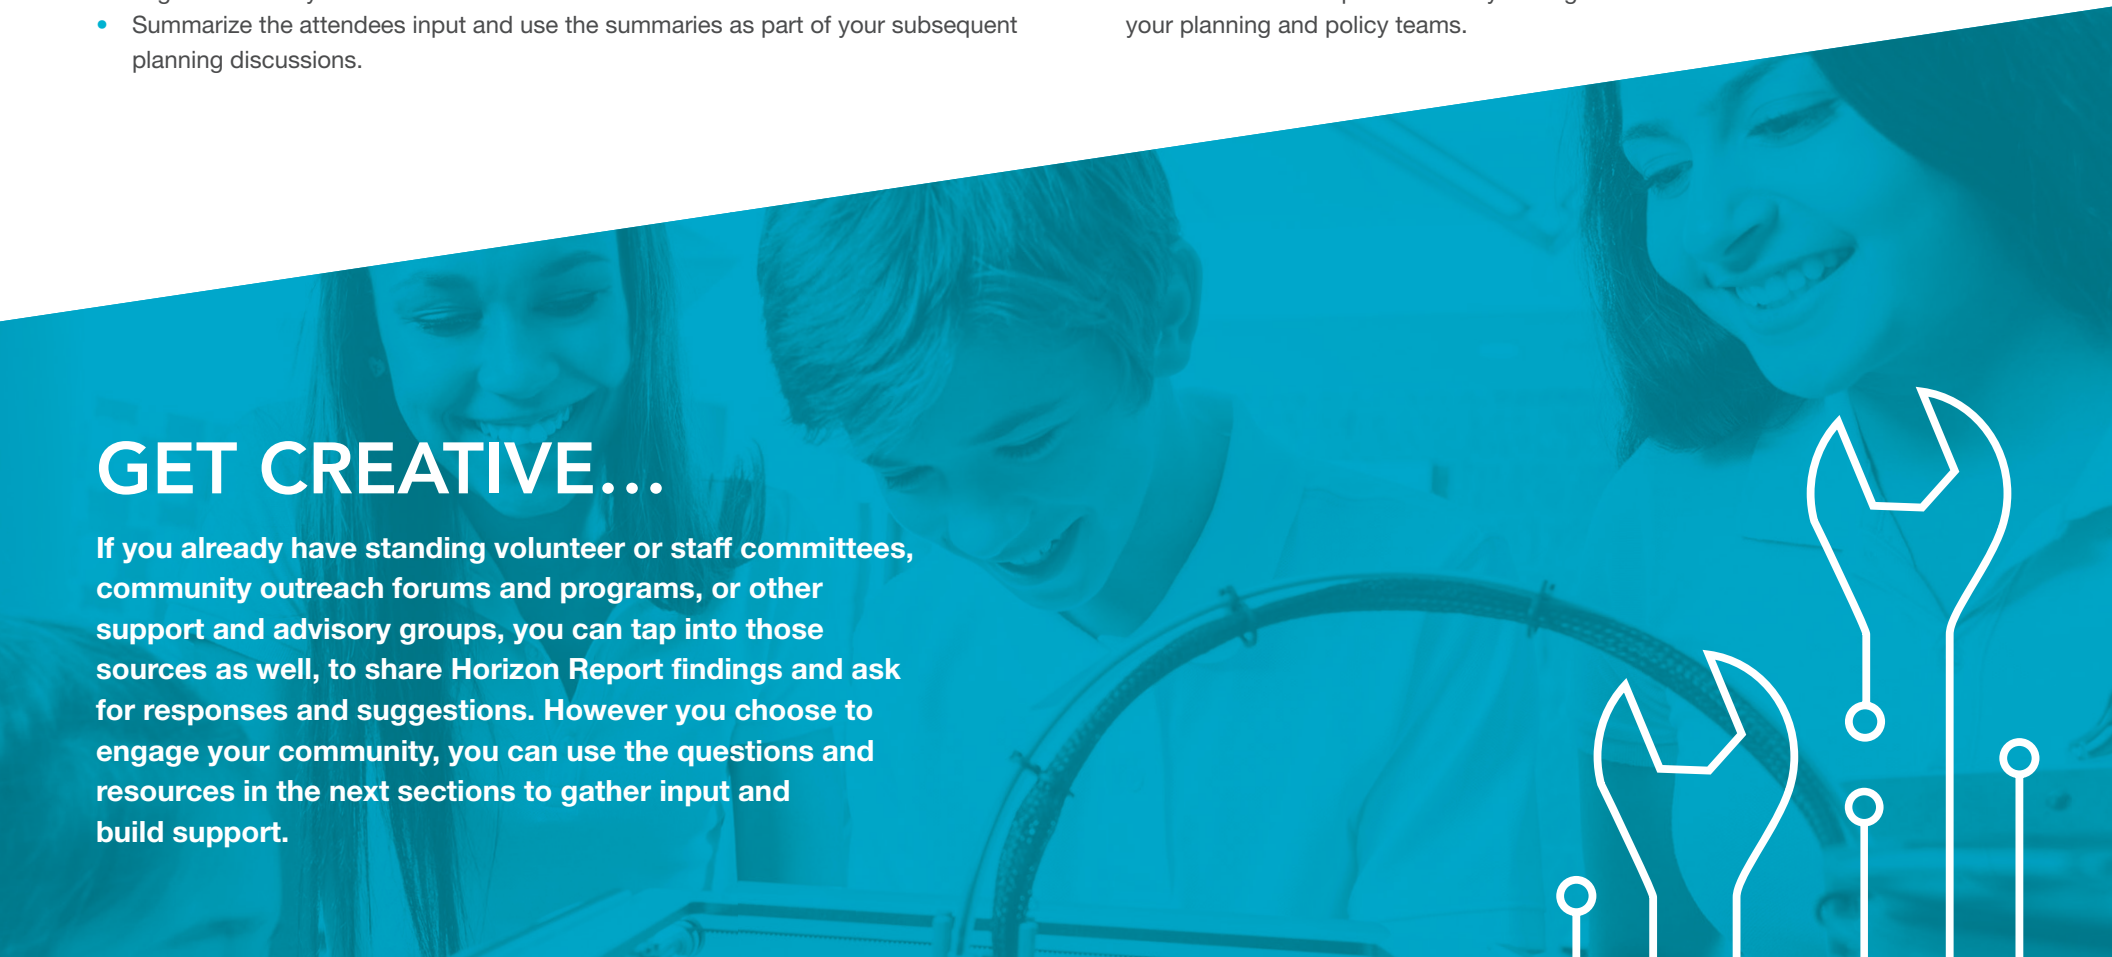 Summarize the attendees input and use the summaries as part of your subsequent
planning discussions.
your planning and policy teams.
GET CREATIVE...
If you already have standing volunteer or staff committees,
community outreach forums and programs, or other
support and advisory groups, you can tap into those
sources as well, to share Horizon Report findings and ask
for responses and suggestions. However you choose to
engage your community, you can use the questions and
resources in the next sections to gather input and
build support.